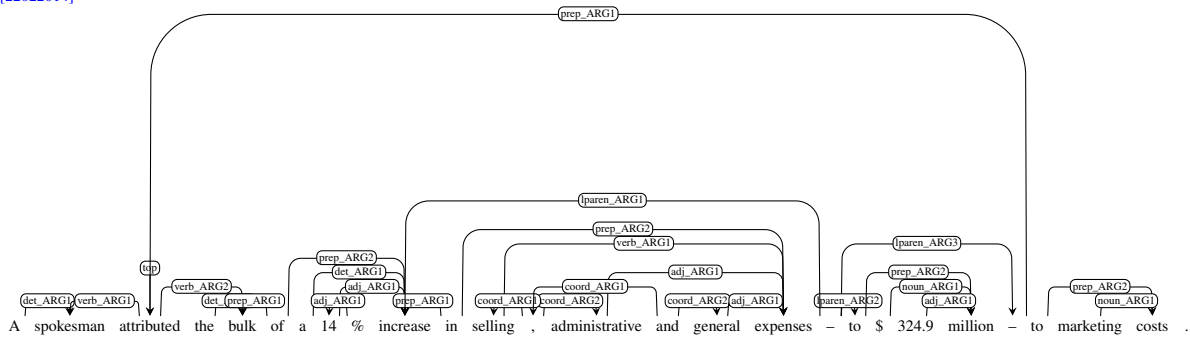 prep_ARG1
lparen_ARG1
prep_ARG2
verb_ARG1 lparen_ARG3
prep_ARG2
top det_ARG1 adj_ARG1 prep_ARG2
verb_ARG2 adj_ARG1 coord_ARG1 noun_ARG1 prep_ARG2
det_ARG1 verb_ARG1 det_ prep_ARG1 adj_ARG1 prep_ARG1 coord_ARG1 coord_ARG2 coord_ARG2 adj_ARG1 lparen_ARG2 adj_ARG1 noun_ARG1
A spokesman attributed the bulk of a 14 % increase in selling , administrative and general expenses – to $ 324.9 million – to marketing costs .